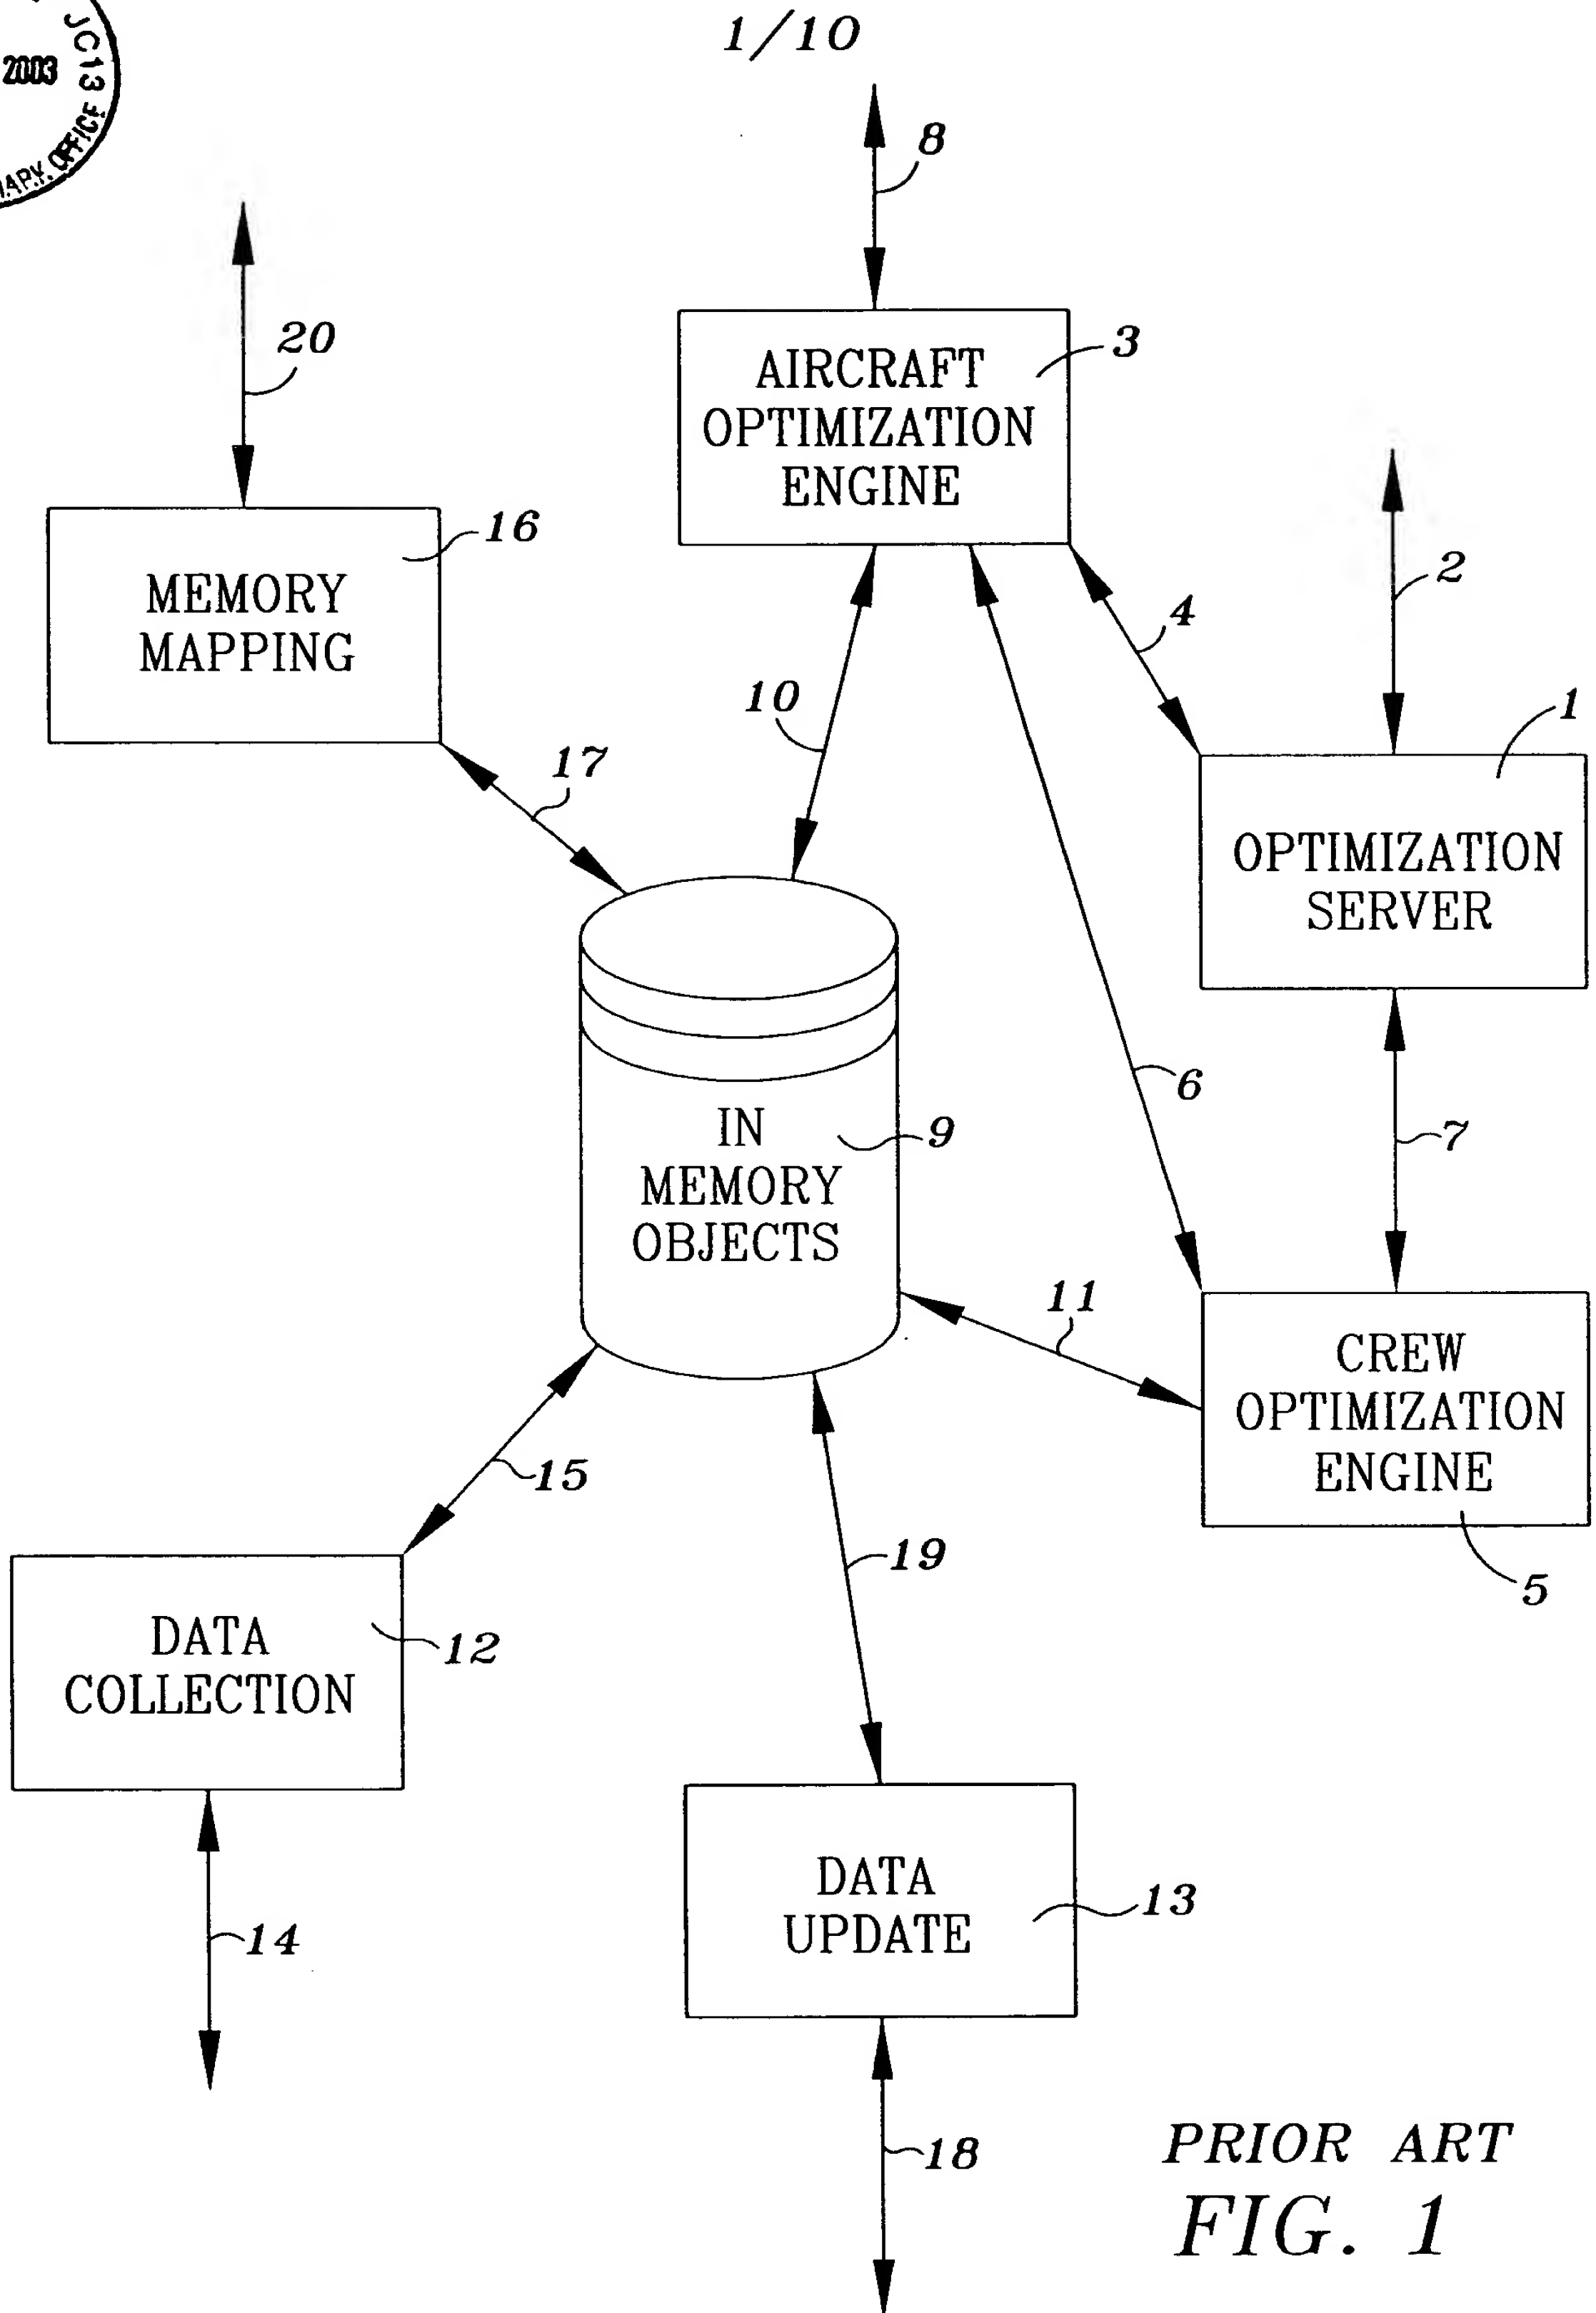 1/10
JC13
2003
OFFICE
8
20
AIRCRAFT
OPTIMIZATION
ENGINE
3
16
MEMORY
MAPPING
2
4
10
17
1
OPTIMIZATION
SERVER
6
7
IN
MEMORY
OBJECTS
9
11
CREW
OPTIMIZATION
ENGINE
5
15
19
DATA
COLLECTION
12
DATA
UPDATE
13
14
18
PRIOR ART
FIG. 1